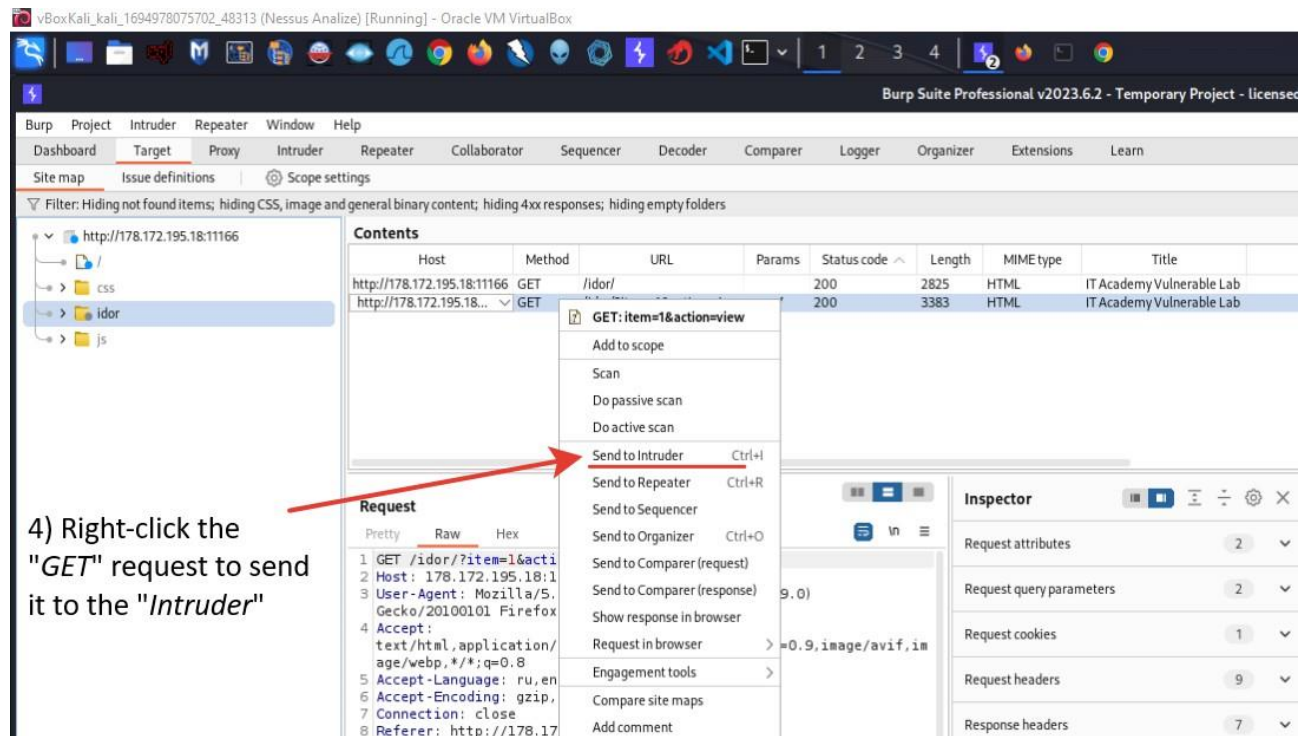 vBoxKali_kali_1694978075702_48313 (Nessus Analize) [Running] - Oracle VM VirtualBox
1 2 3 4 2
Burp Suite Professional v2023.6.2 - Temporary Project - licensed
Burp Project Intruder Repeater Window Help
Dashboard Target Proxy Intruder Repeater Collaborator Sequencer Decoder Comparer Logger Organizer Extensions Learn
Site map Issue definitions Scope settings
Filter: Hiding not found items; hiding CSS, image and general binary content; hiding 4xx responses; hiding empty folders
http://178.172.195.18:11166
/
css
idor
js
Contents
Host Method URL Params Status code Length MIME type Title
http://178.172.195.18:11166 GET /idor/ 200 2825 HTML IT Academy Vulnerable Lab
http://178.172.195.18... GET 200 3383 HTML IT Academy Vulnerable Lab
GET: item=1&action=view
Add to scope
Scan
Do passive scan
Do active scan
Send to Intruder Ctrl+I
Send to Repeater Ctrl+R
Send to Sequencer
Send to Organizer Ctrl+O
Send to Comparer (request)
Send to Comparer (response)
Show response in browser
Request in browser
Engagement tools
Compare site maps
Add comment
4) Right-click the
"GET" request to send
it to the "Intruder"
Request
Pretty Raw Hex
\n
1 GET /idor/?item=1&acti
2 Host: 178.172.195.18:1
3 User-Agent: Mozilla/5. 9.0)
Gecko/20100101 Firefox
4 Accept:
text/html,application/ =0.9,image/avif,im
age/webp,*/*;q=0.8
5 Accept-Language: ru,en
6 Accept-Encoding: gzip,
7 Connection: close
8 Referer: http://178.17
Inspector
Request attributes 2
Request query parameters 2
Request cookies 1
Request headers 9
Response headers 7